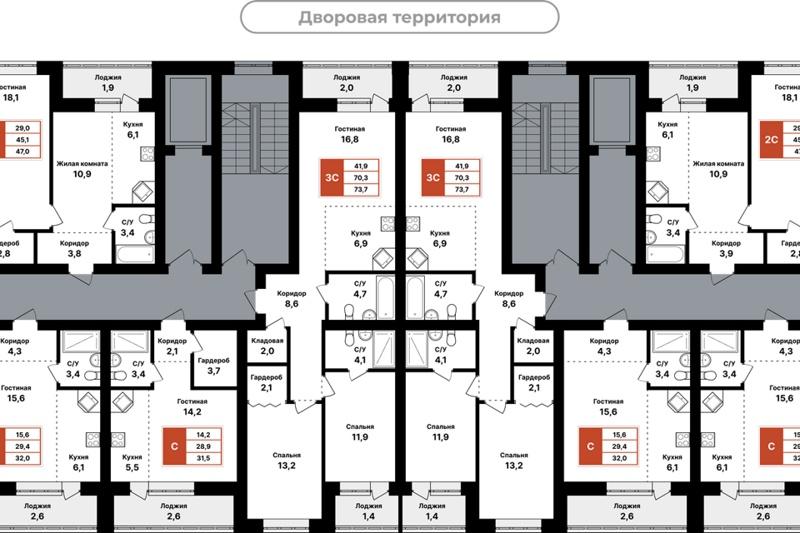 Дворовая территория
Гостиная
18,1
29,0
45,1
47,0
2,8
Лоджия
1,9
Кухня
6,1
Жилая комната
10,9
С/У
3,4
Коридор
3,8
Лоджия
2,0
Гостиная
16,8
3С
41,9
70,3
73,7
Кухня
6,9
С/У
4,7
Коридор
8,6
Лоджия
2,0
Гостиная
16,8
3С
41,9
70,3
73,7
Кухня
6,9
С/У
4,7
Коридор
8,6
Лоджия
1,9
Кухня
6,1
Жилая комната
10,9
С/У
3,4
Коридор
3,9
Гостиная
18,1
2С
Гардероб
2,8
Коридор
4,3
С/У
3,4
Гостиная
15,6
15,6
29,4
32,0
Кухня
6,1
Лоджия
2,6
С/У
3,4
Коридор
2,1
Гардероб
3,7
Гостиная
14,2
С
14,2
28,9
31,5
Кухня
5,5
Лоджия
2,6
Кладовая
2,0
Гардероб
2,1
Спальня
13,2
С/У
4,1
Спальня
11,9
Лоджия
1,4
С/У
4,1
Спальня
11,9
Лоджия
1,4
Кладовая
2,0
Гардероб
2,1
Спальня
13,2
Коридор
4,3
С/У
3,4
Гостиная
15,6
С
15,6
29,4
32,0
Кухня
6,1
Лоджия
2,6
С/У
3,4
Коридор
4,3
Гостиная
15,6
С
Кухня
6,1
Лоджия
2,6